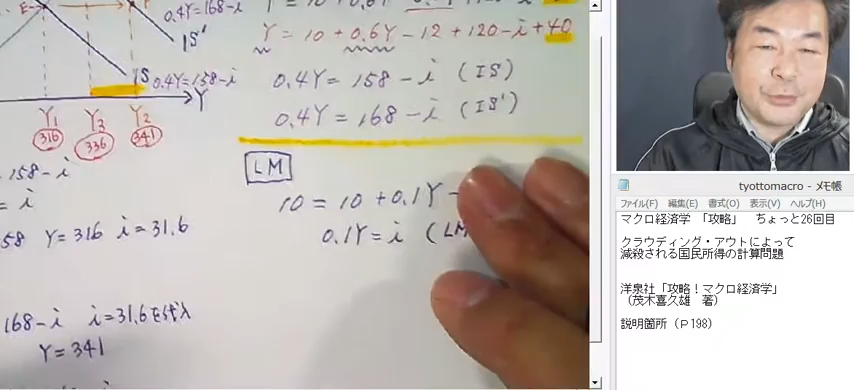 E
0.4Y=168-i
IS'
IS 0.4Y=158-i
Y
Y1 Y3 Y2
316 336 341
Y = 10 + 0.6Y - 12 + 120 - i + 40
0.4Y = 158 - i (IS)
0.4Y = 168 - i (IS')
LM
10 = 10 + 0.1Y -
0.1Y = i (LM
158 - i
= i
58 Y = 316 i = 31.6
168 - i i = 31.6を代入
Y = 341
tyottomacro - メモ帳
ファイル(F) 編集(E) 書式(O) 表示(V) ヘルプ(H)
マクロ経済学 「攻略」 ちょっと26回目
クラウディング・アウトによって
減殺される国民所得の計算問題
洋泉社「攻略！マクロ経済学」
（茂木喜久雄 著）
説明箇所（P198）